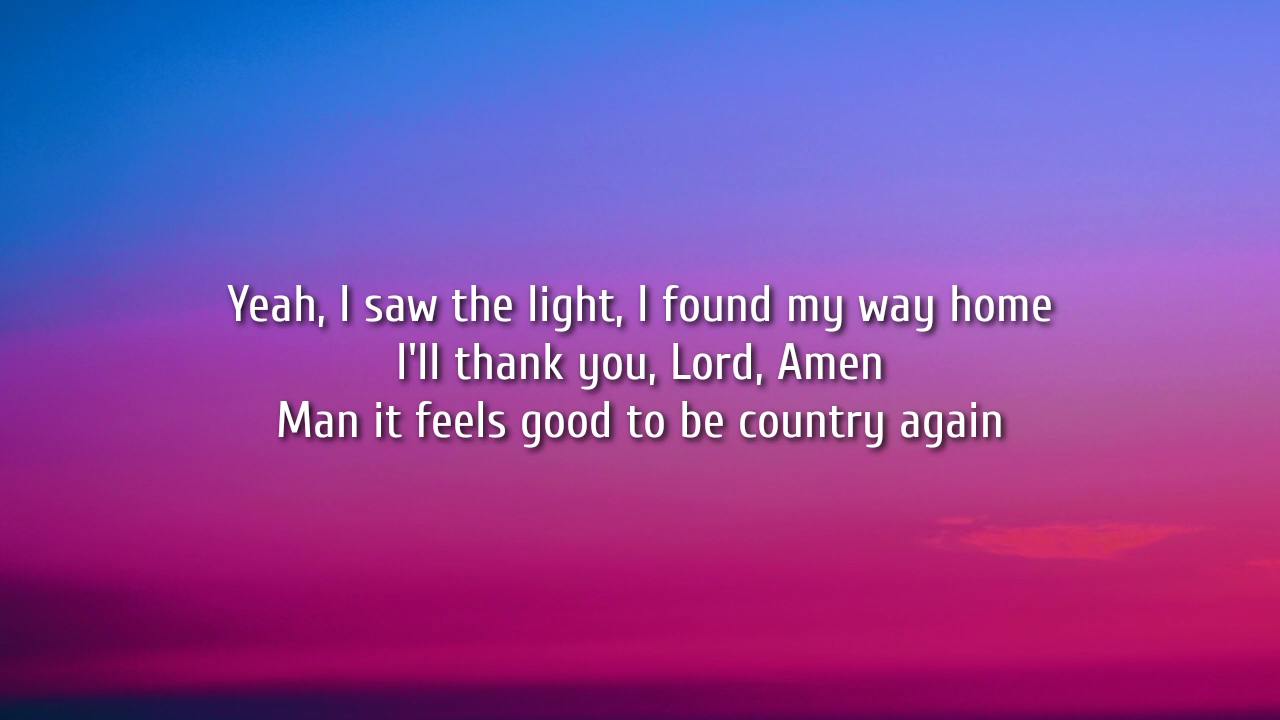 Yeah, I saw the light, I found my way home
I'll thank you, Lord, Amen
Man it feels good to be country again